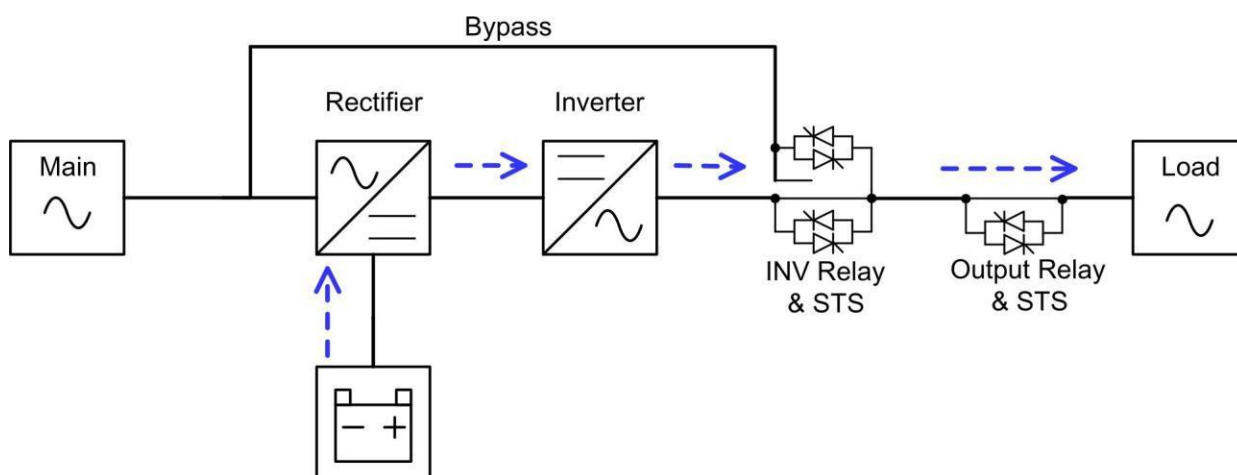 Bypass
Rectifier
Inverter
Main
Load
INV Relay
& STS
Output Relay
& STS